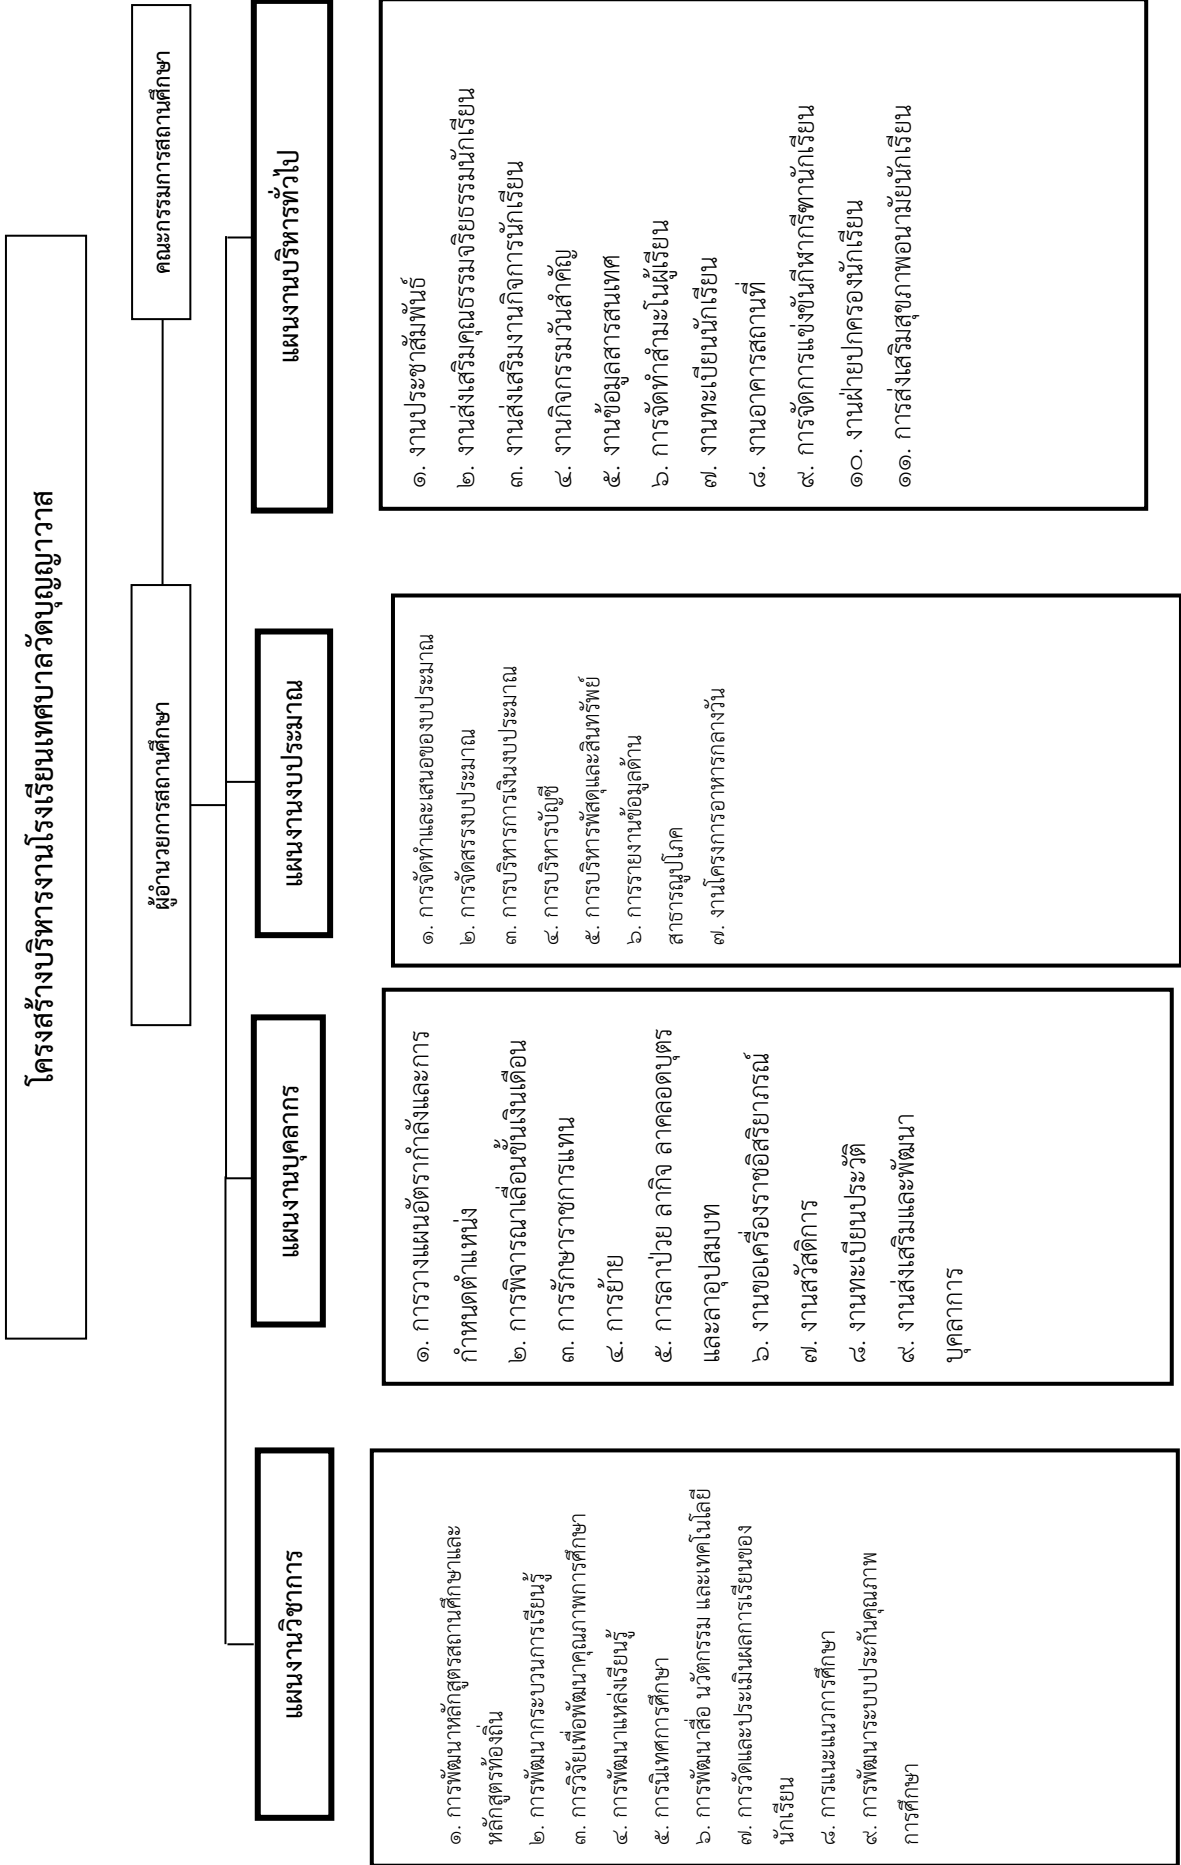 โครงสร้างบริหารงานโรงเรียนเทศบาลวัดบุญญาวาส
ผู้อำนวยการสถานศึกษา
คณะกรรมการสถานศึกษา
แผนงานวิชาการ
แผนงานบุคลากร
แผนงานงบประมาณ
แผนงานบริหารทั่วไป
๑. การพัฒนาหลักสูตรสถานศึกษาและ
หลักสูตรท้องถิ่น
๒. การพัฒนากระบวนการเรียนรู้
๓. การวิจัยเพื่อพัฒนาคุณภาพการศึกษา
๔. การพัฒนาแหล่งเรียนรู้
๕. การนิเทศการศึกษา
๖. การพัฒนาสื่อ นวัตกรรม และเทคโนโลยี
๗. การวัดและประเมินผลการเรียนของ
นักเรียน
๘. การแนะแนวการศึกษา
๙. การพัฒนาระบบประกันคุณภาพ
การศึกษา
๑. การวางแผนอัตรากำลังและการ
กำหนดตำแหน่ง
๒. การพิจารณาเลื่อนขั้นเงินเดือน
๓. การรักษาราชการแทน
๔. การย้าย
๕. การลาป่วย ลากิจ ลาคลอดบุตร
และลาอุปสมบท
๖. งานขอเครื่องราชอิสริยาภรณ์
๗. งานสวัสดิการ
๘. งานทะเบียนประวัติ
๙. งานส่งเสริมและพัฒนา
บุคลาการ
๑. การจัดทำและเสนอของบประมาณ
๒. การจัดสรรงบประมาณ
๓. การบริหารการเงินงบประมาณ
๔. การบริหารบัญชี
๕. การบริหารพัสดุและสินทรัพย์
๖. การรายงานข้อมูลด้าน
สาธารณูปโภค
๗. งานโครงการอาหารกลางวัน
๑. งานประชาสัมพันธ์
๒. งานส่งเสริมคุณธรรมจริยธรรมนักเรียน
๓. งานส่งเสริมงานกิจการนักเรียน
๔. งานกิจกรรมวันสำคัญ
๕. งานข้อมูลสารสนเทศ
๖. การจัดทำสำมะโนผู้เรียน
๗. งานทะเบียนนักเรียน
๘. งานอาคารสถานที่
๙. การจัดการแข่งขันกีฬากรีฑานักเรียน
๑๐. งานฝ่ายปกครองนักเรียน
๑๑. การส่งเสริมสุขภาพอนามัยนักเรียน